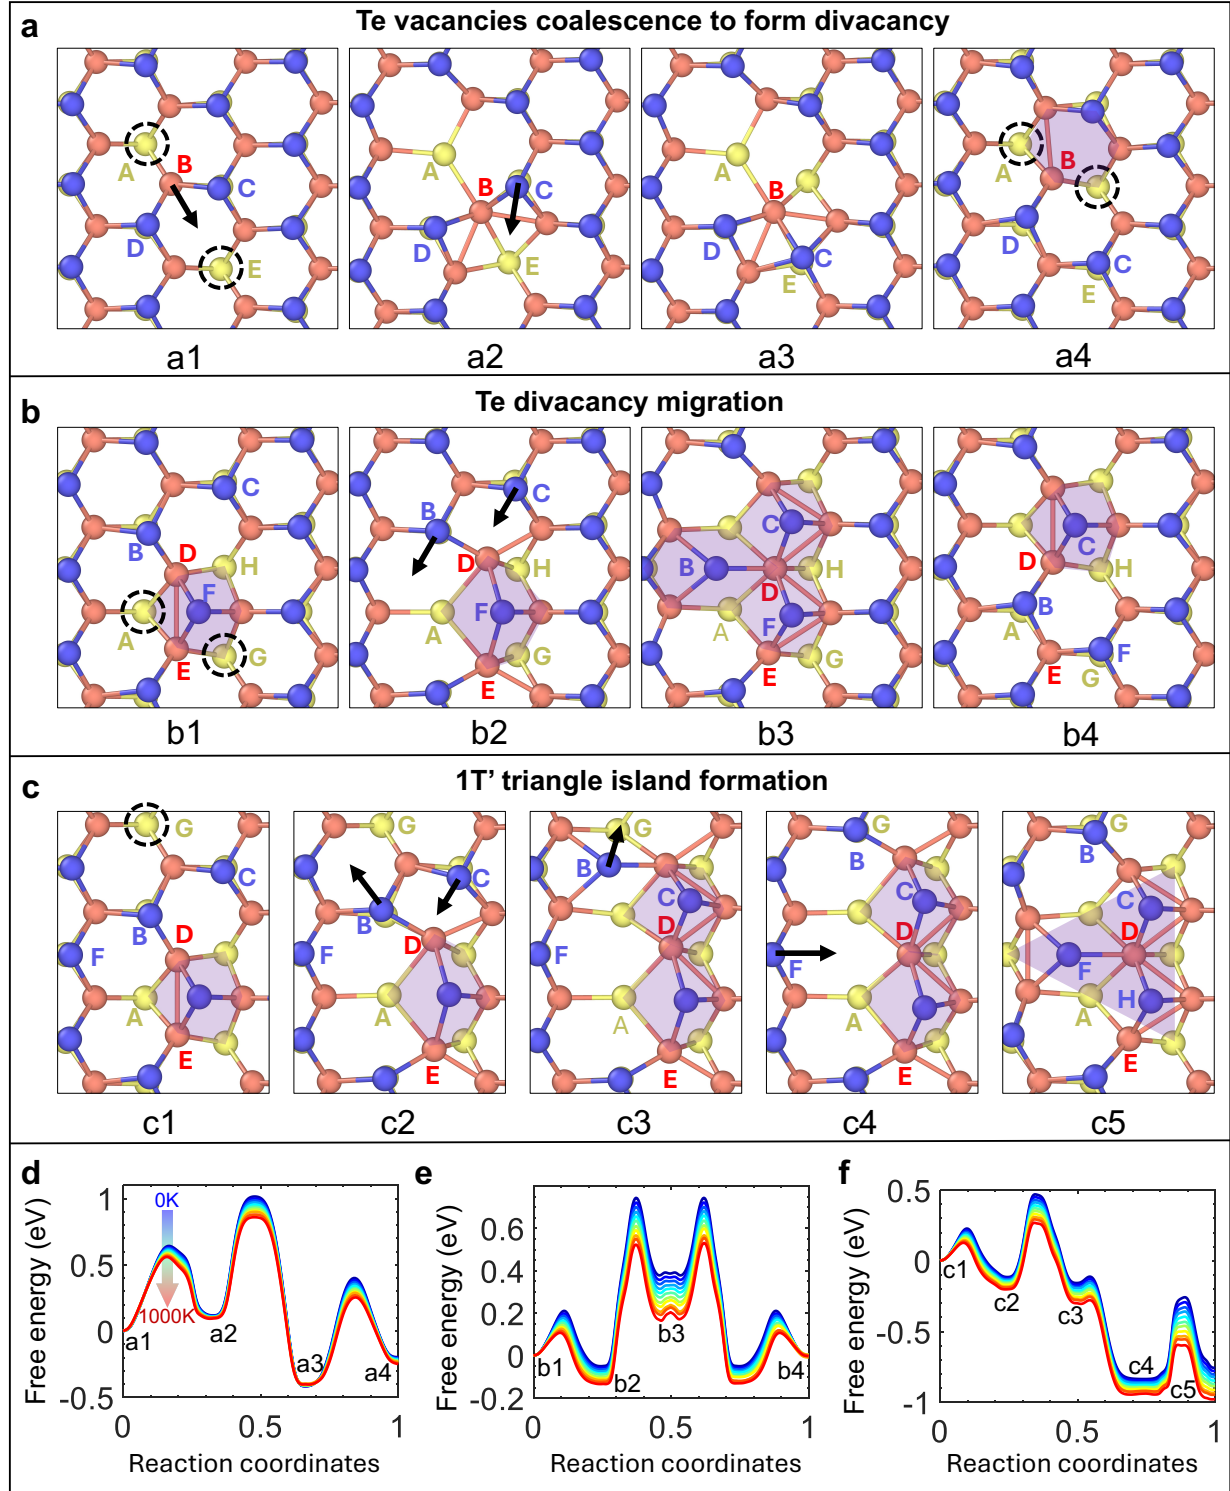 a Te vacancies coalescence to form divacancy
A B C D E
A B C D E
A B C D E
A B C D E
a1 a2 a3 a4
b Te divacancy migration
A B C D E F G H
A B C D E F G H
A B C D E F G H
A B C D E F G H
b1 b2 b3 b4
c 1T’ triangle island formation
A B C D E F G
A B C D E F G
A B C D E G
A B C D E F G
A B C D E F G H
c1 c2 c3 c4 c5
d
Free energy (eV)
1
0.5
0
-0.5
0K
1000K
a1 a2 a3 a4
0 0.5 1
Reaction coordinates
e
Free energy (eV)
0.6
0.4
0.2
0
-0.2
b1 b2 b3 b4
0 0.5 1
Reaction coordinates
f
Free energy (eV)
0.5
0
-0.5
-1
c1 c2 c3 c4 c5
0 0.5 1
Reaction coordinates